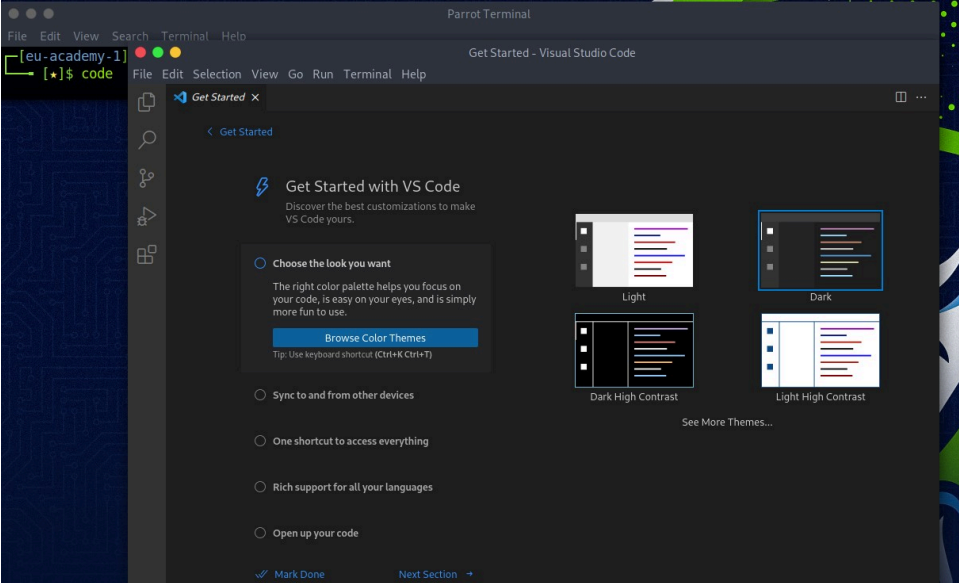 Parrot Terminal
File Edit View Search Terminal Help
[eu-academy-1]
[★]$ code
Get Started - Visual Studio Code
File Edit Selection View Go Run Terminal Help
Get Started
Get Started
Get Started with VS Code
Discover the best customizations to make
VS Code yours.
Choose the look you want
The right color palette helps you focus on
your code, is easy on your eyes, and is simply
more fun to use.
Browse Color Themes
Tip: Use keyboard shortcut (Ctrl+K Ctrl+T)
Sync to and from other devices
One shortcut to access everything
Rich support for all your languages
Open up your code
Mark Done
Next Section
Light
Dark
Dark High Contrast
Light High Contrast
See More Themes...